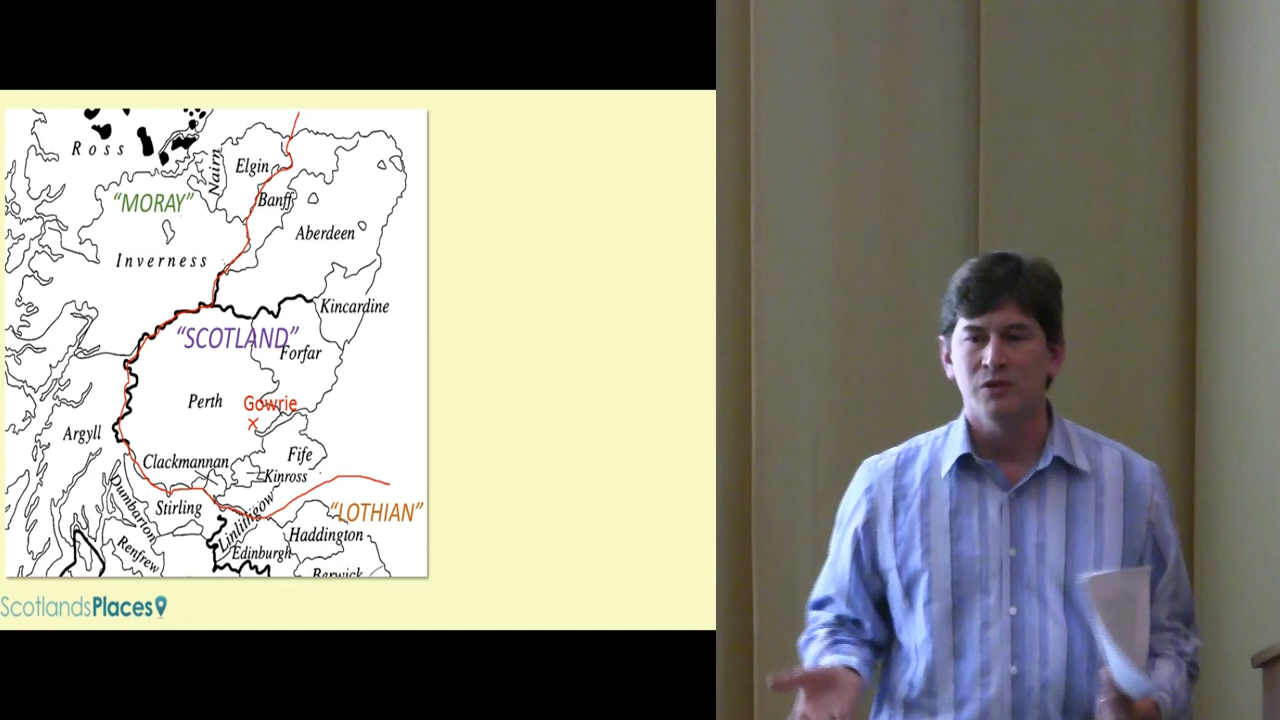 Ross
Nairn
Elgin
"MORAY"
Banff
Aberdeen
Inverness
Kincardine
"SCOTLAND"
Forfar
Perth
Gowrie
x
Argyll
Fife
Clackmannan
Kinross
Dumbarton
Stirling
Linlithgow
"LOTHIAN"
Haddington
Renfrew
Edinburgh
Berwick
ScotlandsPlaces